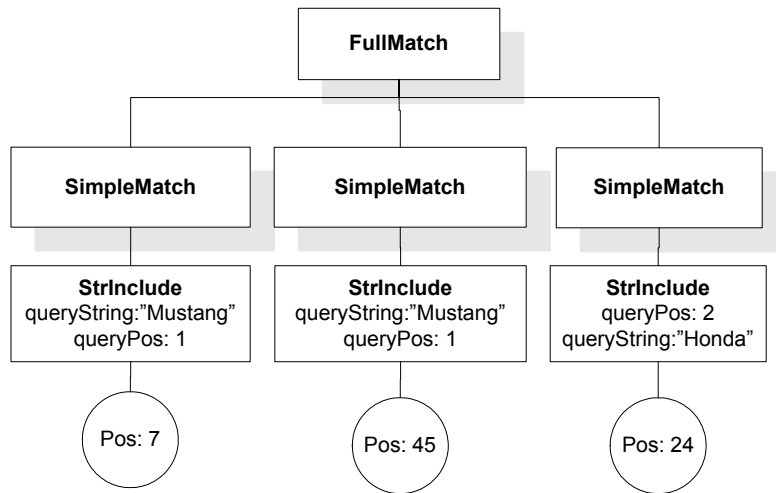 FullMatch
SimpleMatch
SimpleMatch
SimpleMatch
StrInclude
queryString:”Mustang”
queryPos: 1
StrInclude
queryString:”Mustang”
queryPos: 1
StrInclude
queryPos: 2
queryString:”Honda”
Pos: 7
Pos: 45
Pos: 24